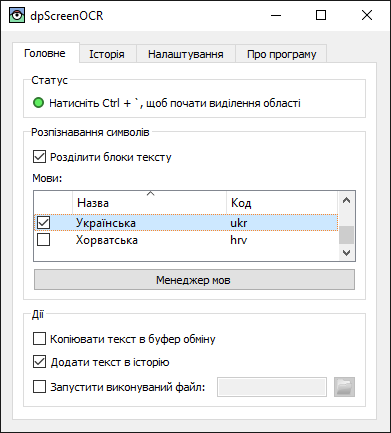 dpScreenOCR
Головне Історія Налаштування Про програму
Статус
Натисніть Ctrl + `, щоб почати виділення області
Розпізнавання символів
Розділити блоки тексту
Мови:
Назва Код
Українська ukr
Хорватська hrv
Менеджер мов
Дії
Копіювати текст в буфер обміну
Додати текст в історію
Запустити виконуваний файл: